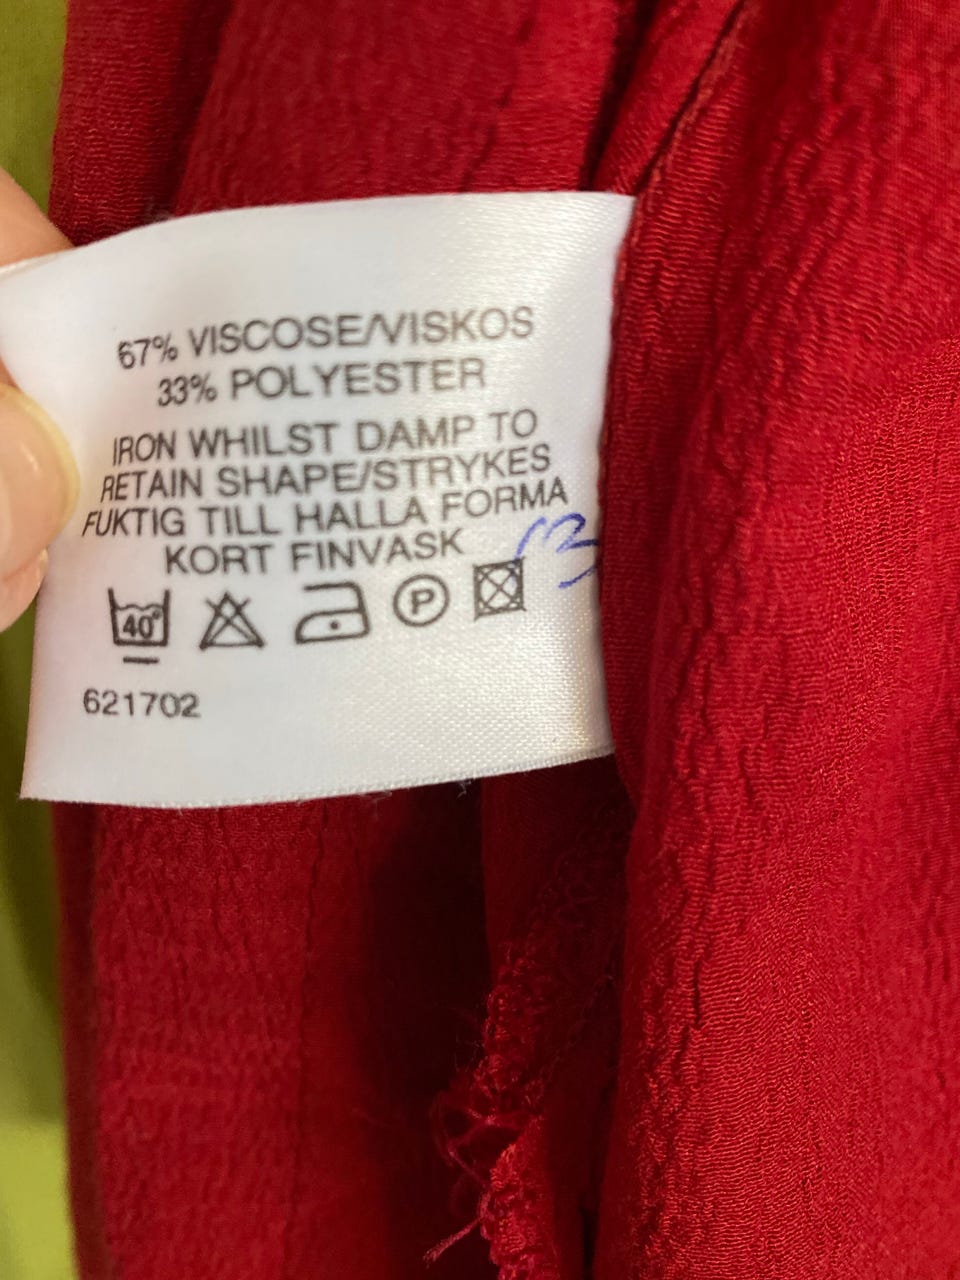 67% VISCOSE/VISKOS
33% POLYESTER
IRON WHILST DAMP TO
RETAIN SHAPE/STRYKES
FUKTIG TILL HALLA FORMA
KORT FINVASK
40°
P
621702